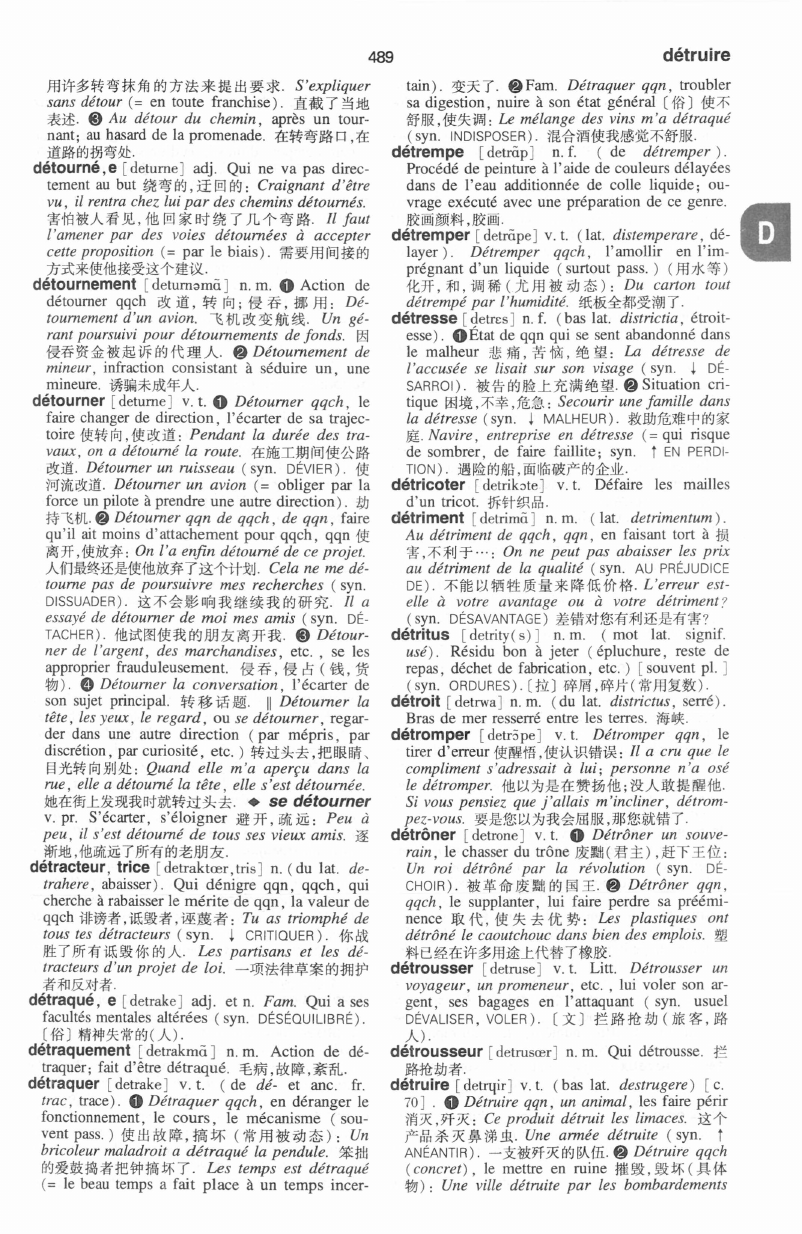 489
détruire
用许多转弯抹角的方法来提出要求. S'expliquer
sans détour (= en toute franchise). 直截了当地
表述. ❸ Au détour du chemin, après un tour-
nant; au hasard de la promenade. 在转弯路口,在
道路的拐弯处.
détourné,e [deturne] adj. Qui ne va pas direc-
tement au but 绕弯的,迂回的: Craignant d'être
vu, il rentra chez lui par des chemins détournés.
害怕被人看见,他回家时绕了几个弯路. Il faut
l'amener par des voies détournées à accepter
cette proposition (= par le biais). 需要用间接的
方式来使他接受这个建议.
détournement [deturnəmɑ̃] n. m. ❶ Action de
détourner qqch 改道, 转向; 侵吞, 挪用: Dé-
tournement d'un avion. 飞机改变航线. Un gé-
rant poursuivi pour détournements de fonds. 因
侵吞资金被起诉的代理人. ❷ Détournement de
mineur, infraction consistant à séduire un, une
mineure. 诱骗未成年人.
détourner [deturne] v. t. ❶ Détourner qqch, le
faire changer de direction, l'écarter de sa trajec-
toire 使转向,使改道: Pendant la durée des tra-
vaux, on a détourné la route. 在施工期间使公路
改道. Détourner un ruisseau (syn. DÉVIER). 使
河流改道. Détourner un avion (= obliger par la
force un pilote à prendre une autre direction). 劫
持飞机. ❷ Détourner qqn de qqch, de qqn, faire
qu'il ait moins d'attachement pour qqch, qqn 使
离开,使放弃: On l'a enfin détourné de ce projet.
人们最终还是使他放弃了这个计划. Cela ne me dé-
tourne pas de poursuivre mes recherches (syn.
DISSUADER). 这不会影响我继续我的研究. Il a
essayé de détourner de moi mes amis (syn. DÉ-
TACHER). 他试图使我的朋友离开我. ❸ Détour-
ner de l'argent, des marchandises, etc., se les
approprier frauduleusement. 侵吞, 侵占 (钱, 货
物). ❹ Détourner la conversation, l'écarter de
son sujet principal. 转移话题. ‖ Détourner la
tête, les yeux, le regard, ou se détourner, regar-
der dans une autre direction (par mépris, par
discrétion, par curiosité, etc.) 转过头去,把眼睛、
目光转向别处: Quand elle m'a aperçu dans la
rue, elle a détourné la tête, elle s'est détournée.
她在街上发现我时就转过头去. ◆ se détourner
v. pr. S'écarter, s'éloigner 避开, 疏远: Peu à
peu, il s'est détourné de tous ses vieux amis. 逐
渐地,他疏远了所有的老朋友.
détracteur, trice [detraktœr,tris] n. (du lat. de-
trahere, abaisser). Qui dénigre qqn, qqch, qui
cherche à rabaisser le mérite de qqn, la valeur de
qqch 诽谤者,诋毁者,诬蔑者: Tu as triomphé de
tous tes détracteurs (syn. ↓ CRITIQUER). 你战
胜了所有诋毁你的人. Les partisans et les dé-
tracteurs d'un projet de loi. 一项法律草案的拥护
者和反对者.
détraqué, e [detrake] adj. et n. Fam. Qui a ses
facultés mentales altérées (syn. DÉSÉQUILIBRÉ).
〔俗〕精神失常的(人).
détraquement [detrakmɑ̃] n. m. Action de dé-
traquer; fait d'être détraqué. 毛病,故障,紊乱.
détraquer [detrake] v. t. (de dé- et anc. fr.
trac, trace). ❶ Détraquer qqch, en déranger le
fonctionnement, le cours, le mécanisme (sou-
vent pass.) 使出故障,搞坏 (常用被动态): Un
bricoleur maladroit a détraqué la pendule. 笨拙
的爱鼓捣者把钟搞坏了. Les temps est détraqué
(= le beau temps a fait place à un temps incer-
tain). 变天了. ❷ Fam. Détraquer qqn, troubler
sa digestion, nuire à son état général〔俗〕使不
舒服,使失调: Le mélange des vins m'a détraqué
(syn. INDISPOSER). 混合酒使我感觉不舒服.
détrempe [detrɑ̃p] n. f. (de détremper).
Procédé de peinture à l'aide de couleurs délayées
dans de l'eau additionnée de colle liquide; ou-
vrage exécuté avec une préparation de ce genre.
胶画颜料,胶画.
détremper [detrɑ̃pe] v. t. (lat. distemperare, dé-
layer). Détremper qqch, l'amollir en l'im-
prégnant d'un liquide (surtout pass.) (用水等)
化开, 和, 调稀 (尤用被动态): Du carton tout
détrempé par l'humidité. 纸板全都受潮了.
détresse [detrɛs] n. f. (bas lat. districtia, étroit-
esse). ❶État de qqn qui se sent abandonné dans
le malheur 悲痛, 苦恼, 绝望: La détresse de
l'accusée se lisait sur son visage (syn. ↓ DÉ-
SARROI). 被告的脸上充满绝望. ❷ Situation cri-
tique 困境,不幸,危急: Secourir une famille dans
la détresse (syn. ↓ MALHEUR). 救助危难中的家
庭. Navire, entreprise en détresse (= qui risque
de sombrer, de faire faillite; syn. ↑ EN PERDI-
TION). 遇险的船,面临破产的企业.
détricoter [detrikɔte] v. t. Défaire les mailles
d'un tricot. 拆针织品.
détriment [detrimɑ̃] n. m. (lat. detrimentum).
Au détriment de qqch, qqn, en faisant tort à 损
害,不利于…: On ne peut pas abaisser les prix
au détriment de la qualité (syn. AU PRÉJUDICE
DE). 不能以牺牲质量来降低价格. L'erreur est-
elle à votre avantage ou à votre détriment?
(syn. DÉSAVANTAGE) 差错对您有利还是有害?
détritus [detrity(s)] n. m. (mot lat. signif.
usé). Résidu bon à jeter (épluchure, reste de
repas, déchet de fabrication, etc.) [souvent pl.]
(syn. ORDURES).〔拉〕碎屑,碎片(常用复数).
détroit [detrwa] n. m. (du lat. districtus, serré).
Bras de mer resserré entre les terres. 海峡.
détromper [detrɔ̃pe] v. t. Détromper qqn, le
tirer d'erreur 使醒悟,使认识错误: Il a cru que le
compliment s'adressait à lui; personne n'a osé
le détromper. 他以为是在赞扬他;没人敢提醒他.
Si vous pensiez que j'allais m'incliner, détrom-
pez-vous. 要是您以为我会屈服,那您就错了.
détrôner [detrone] v. t. ❶ Détrôner un souve-
rain, le chasser du trône 废黜(君主),赶下王位:
Un roi détrôné par la révolution (syn. DÉ-
CHOIR). 被革命废黜的国王. ❷ Détrôner qqn,
qqch, le supplanter, lui faire perdre sa préémi-
nence 取代, 使失去优势: Les plastiques ont
détrôné le caoutchouc dans bien des emplois. 塑
料已经在许多用途上代替了橡胶.
détrousser [detruse] v. t. Litt. Détrousser un
voyageur, un promeneur, etc., lui voler son ar-
gent, ses bagages en l'attaquant (syn. usuel
DÉVALISER, VOLER).〔文〕拦路抢劫(旅客,路
人).
détrousseur [detrusœr] n. m. Qui détrousse. 拦
路抢劫者.
détruire [detrɥir] v. t. (bas lat. destrugere) [c.
70]. ❶ Détruire qqn, un animal, les faire périr
消灭,歼灭: Ce produit détruit les limaces. 这个
产品杀灭鼻涕虫. Une armée détruite (syn. ↑
ANÉANTIR). 一支被歼灭的队伍. ❷ Détruire qqch
(concret), le mettre en ruine 摧毁, 毁坏 (具体
物): Une ville détruite par les bombardements
D